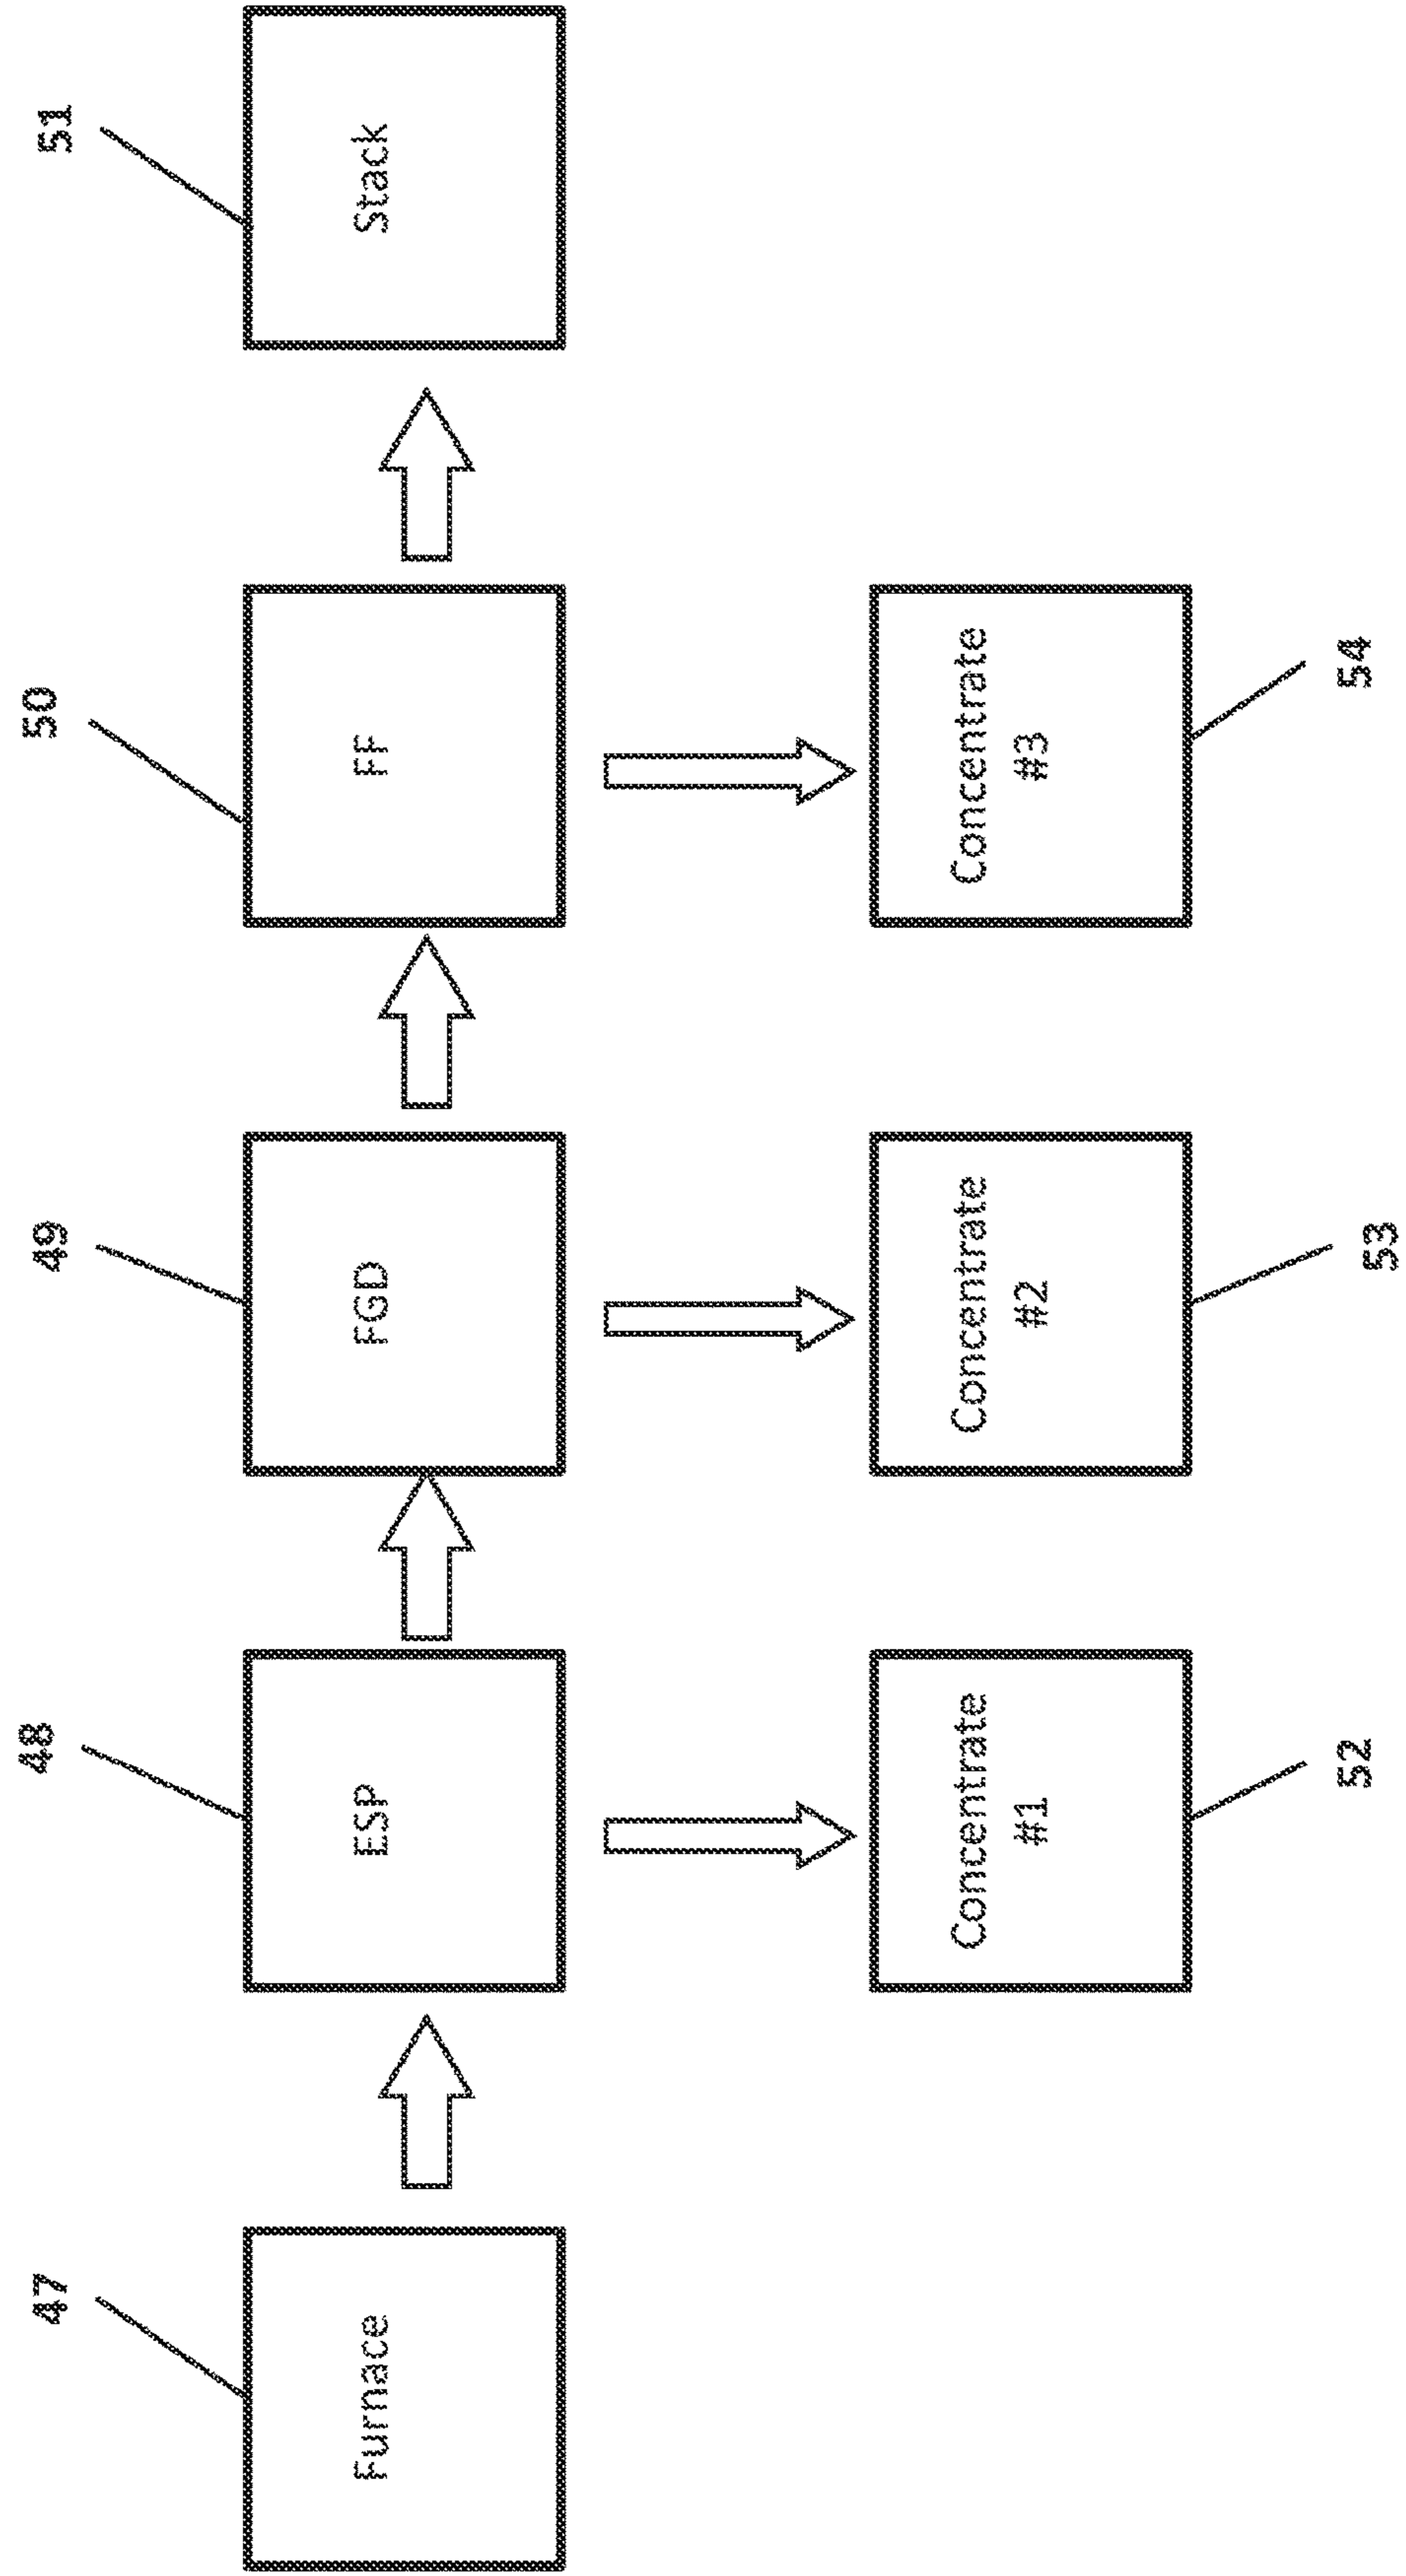 47
48
49
50
51
Furnace
ESP
FGD
FF
Stack
Concentrate
#1
Concentrate
#2
Concentrate
#3
52
53
54